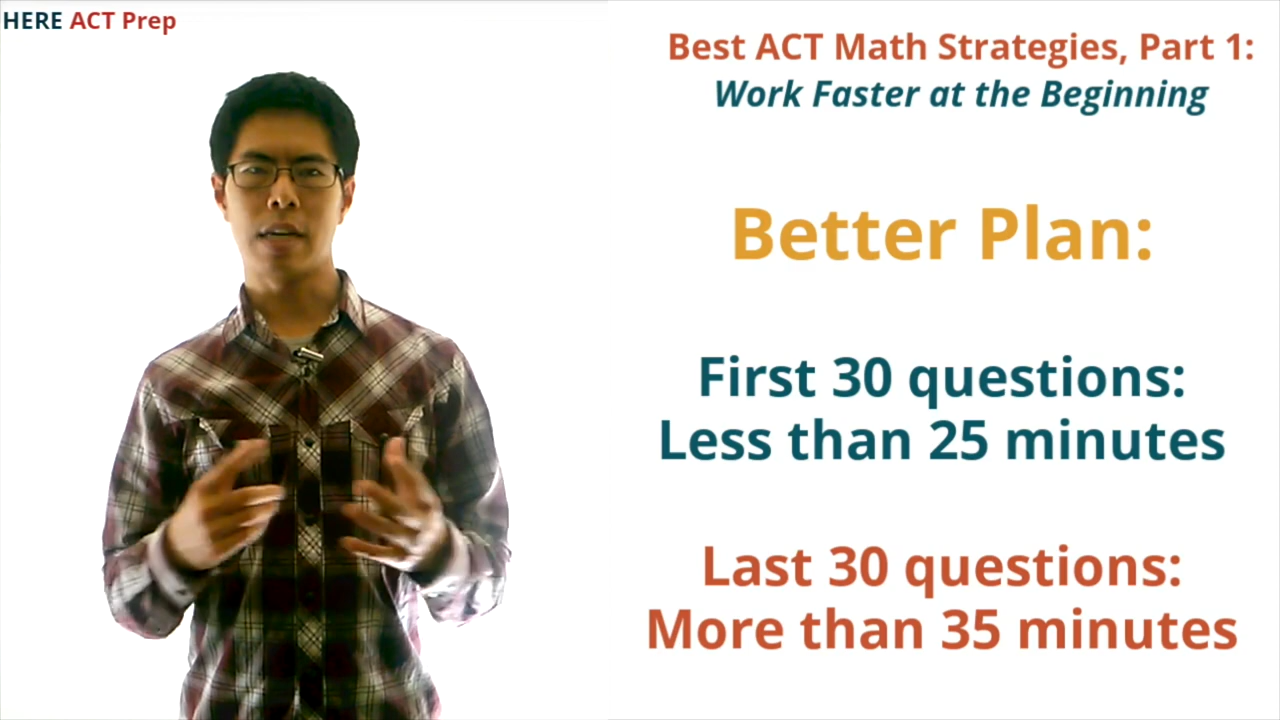 HERE ACT Prep
Best ACT Math Strategies, Part 1:
Work Faster at the Beginning
Better Plan:
First 30 questions:
Less than 25 minutes
Last 30 questions:
More than 35 minutes